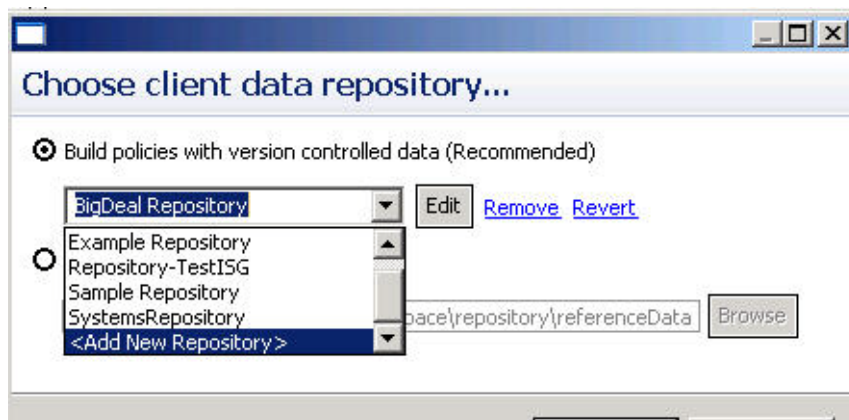 Choose client data repository...
Build policies with version controlled data (Recommended)
BigDeal Repository Edit Remove Revert
Example Repository
Repository-TestISG
Sample Repository
SystemsRepository
pace\repository\referenceData Browse
<Add New Repository>